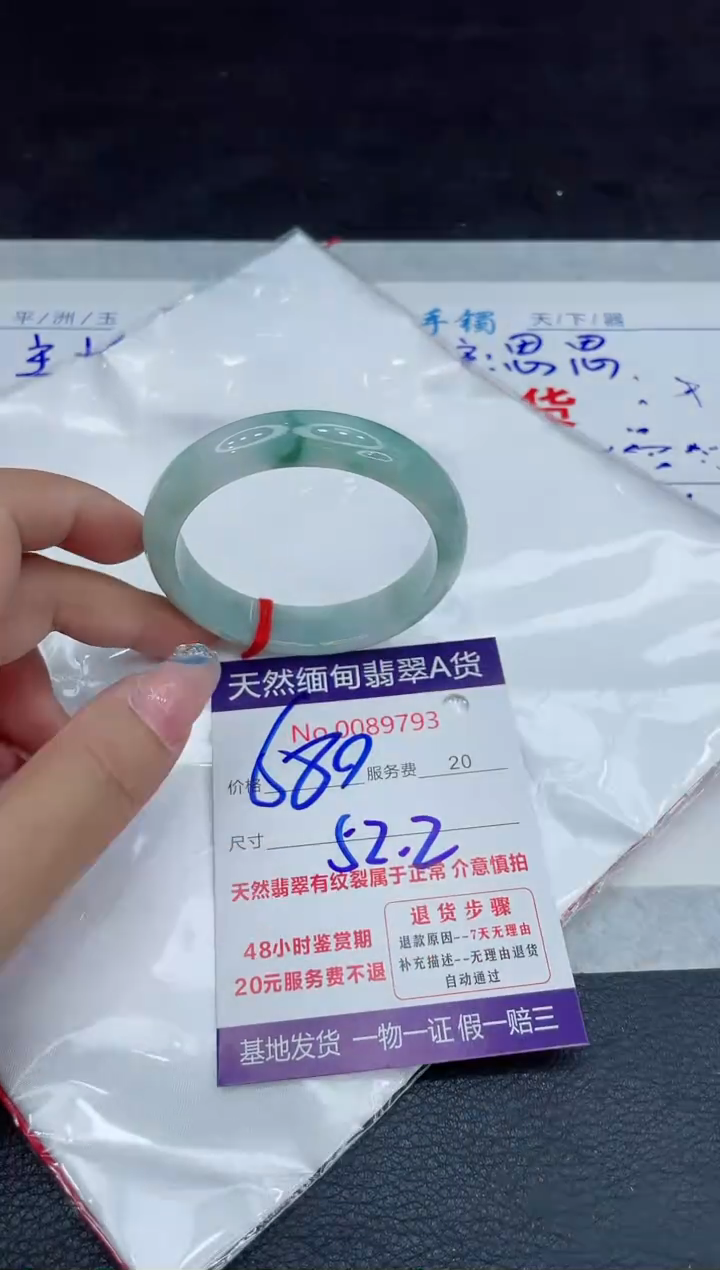 平/洲/玉
手镯 天/下/器
思思
货
天然缅甸翡翠A货
No.0089793
价格 689 服务费 20
尺寸 52.2
天然翡翠有纹裂属于正常 介意慎拍
48小时鉴赏期
20元服务费不退
退货步骤
退款原因--7天无理由
补充描述--无理由退货
自动通过
基地发货 一物一证 假一赔三